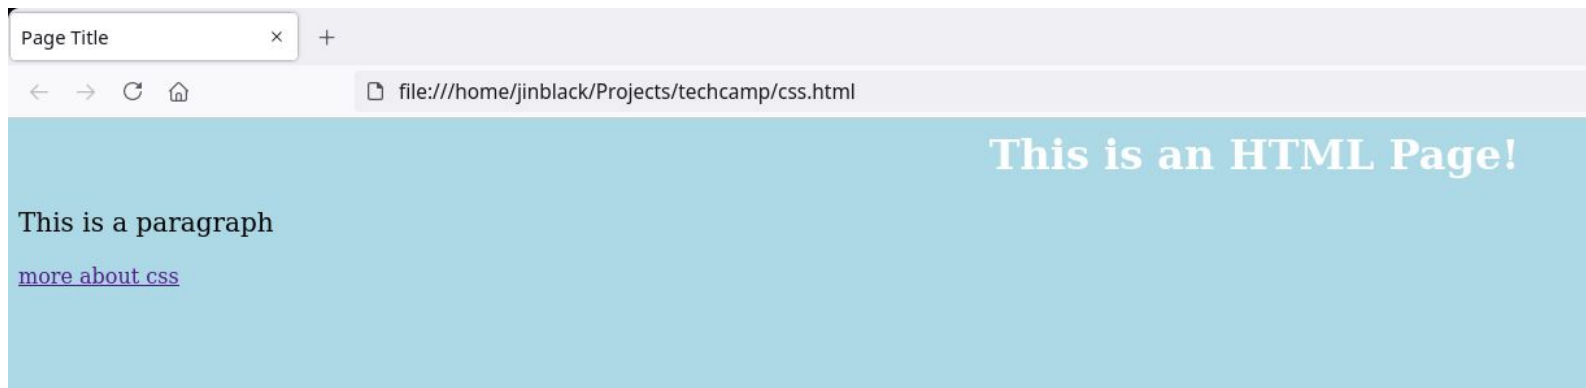 Page Title
file:///home/jinblack/Projects/techcamp/css.html
This is an HTML Page!
This is a paragraph
more about css